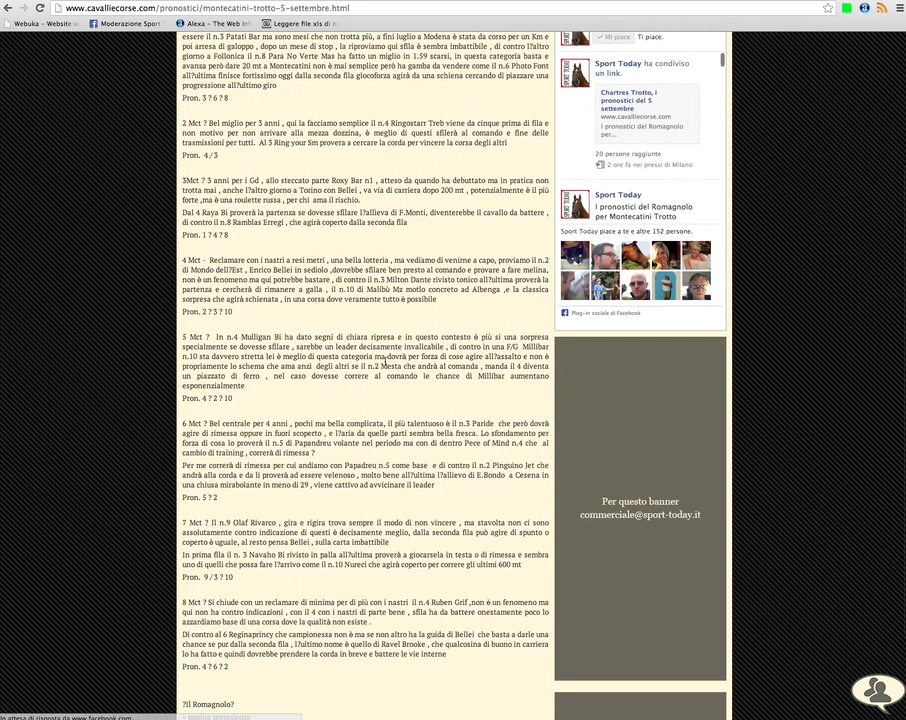 www.cavalliecorse.com/pronostici/montecatini-trotto-5-settembre.html
Webuka - Webuka
Moderazione Sport
Alexa - The Web Inf
Leggere file xls di ex
essere il n.3 Patatì Bar ma sono mesi che non trotta più, a fini luglio a Modena è stata da corso per un Km e
poi arresa di galoppo , dopo un mese di stop , la riproviamo qui sfila è sembra imbattibile , di contro l?altro
giorno a Follonica il n.8 Para No Verte Mas ha fatto un miglio in 1.59 scarsi, in questa categoria basta e
avanza però dare 20 mt a Montecatini non è mai semplice però ha gamba da vendere come il n.6 Photo Font
all?ultima finisce fortissimo oggi dalla seconda fila giocoforza agirà da una schiena cercando di piazzare una
progressione all?ultimo giro
Pron. 3 ? 6 ? 8
2 Mct ? Bel miglio per 3 anni , qui la facciamo semplice il n.4 Ringostarr Treb viene da cinque prima di fila e
non motivo per non arrivare alla mezza dozzina, è meglio di questi sfilerà al comando e fine delle
trasmissioni per tutti. Al 3 Ring your Sm provera a cercare la corda per vincere la corsa degli altri
Pron. 4 / 3
3Mct ? 3 anni per i Gd , allo steccato parte Roxy Bar n1 , atteso da quando ha debuttato ma in pratica non
trotta mai , anche l?altro giorno a Torino con Bellei , va via di carriera dopo 200 mt , potenzialmente è il più
forte ,ma è una roulette russa , per chi ama il rischio.
Dal 4 Raya Bi proverà la partenza se dovesse sfilare l?allieva di F.Monti, diventerebbe il cavallo da battere ,
di contro il n.8 Ramblas Erregi , che agirà coperto dalla seconda fila
Pron. 1 ? 4 ? 8
4 Mct - Reclamare con i nastri a resi metri , una bella lotteria , ma vediamo di venirne a capo, proviamo il n.2
di Mondo dell?Est , Enrico Bellei in sediolo ,dovrebbe sfilare ben presto al comando e provare a fare melina,
non è un fenomeno ma qui potrebbe bastare , di contro il n.3 Milton Dante rivisto tonico all?ultima proverà la
partenza e cercherà di rimanere a galla , il n.10 di Malibù Mz motlo concreto ad Albenga ,e la classica
sorpresa che agirà schienata , in una corsa dove veramente tutto è possibile
Pron. 2 ? 3 ? 10
5 Mct ? In n.4 Mulligan Bi ha dato segni di chiara ripresa e in questo contesto è più si una sorpresa
specialmente se dovesse sfilare , sarebbe un leader decisamente invalicabile , di contro in una F/G Millibar
n.10 sta davvero stretta lei è meglio di questa categoria ma dovrà per forza di cose agire all?assalto e non è
propriamente lo schema che ama anzi degli altri se il n.2 Mesta che andrà al comanda , manda il 4 diventa
un piazzato di ferro , nel caso dovesse correre al comando le chance di Millibar aumentano
esponenzialmente
Pron. 4 ? 2 ? 10
6 Mct ? Bel centrale per 4 anni , pochi ma bella complicata, il più talentuoso è il n.3 Paride che però dovrà
agire di rimessa oppure in fuori scoperto , e l?aria da quelle parti sembra bella fresca. Lo sfondamento per
forza di cosa lo proverà il n.5 di Papandreu volante nel periodo ma con di dentro Pece of Mind n.4 che al
cambio di training , correrà di rimessa ?
Per me correrà di rimessa per cui andiamo con Papadreu n.5 come base e di contro il n.2 Pinguino Jet che
andrà alla corda e da lì proverà ad essere velenoso , molto bene all?ultima l?allievo di E.Bondo a Cesena in
una chiusa mirabolante in meno di 29 , viene cattivo ad avvicinare il leader
Pron. 5 ? 2
7 Mct ? Il n.9 Olaf Rivarco , gira e rigira trova sempre il modo di non vincere , ma stavolta non ci sono
assolutamente contro indicazione di questi è decisamente meglio, dalla seconda fila può agire di spunto o
coperto è uguale, al resto pensa Bellei , sulla carta imbattibile
In prima fila il n. 3 Navaho Bi rivisto in palla all?ultima proverà a giocarsela in testa o di rimessa e sembra
uno di quelli che possa fare l?arrivo come il n.10 Nureci che agirà coperto per correre gli ultimi 600 mt
Pron. 9 / 3 ? 10
8 Mct ? Si chiude con un reclamare di minima per di più con i nastri il n.4 Ruben Grif ,non è un fenomeno ma
qui non ha contro indicazioni , con il 4 con i nastri di parte bene , sfila ha da battere onestamente poco lo
azzardiamo base di una corsa dove la qualità non esiste .
Di contro al 6 Reginaprincy che campionessa non è ma se non altro ha la guida di Bellei che basta a darle una
chance se pur dalla seconda fila , l?ultimo nome è quello di Ravel Brooke , che qualcosina di buono in carriera
lo ha fatto e quindi dovrebbe prendere la corda in breve e battere le vie interne
Pron. 4 ? 6 ? 2
?Il Romagnolo?
« pagina precedente
In attesa di risposta da www.facebook.com...
Mi piace
Ti piace.
Sport Today ha condiviso
un link.
Chartres Trotto, i
pronostici del 5
settembre
www.cavalliecorse.com
I pronostici del Romagnolo
per...
20 persone raggiunte
2 ore fa nei pressi di Milano
Sport Today
I pronostici del Romagnolo
per Montecatini Trotto
Sport Today piace a te e altre 152 persone.
Plug-in sociale di Facebook
Per questo banner
commerciale@sport-today.it